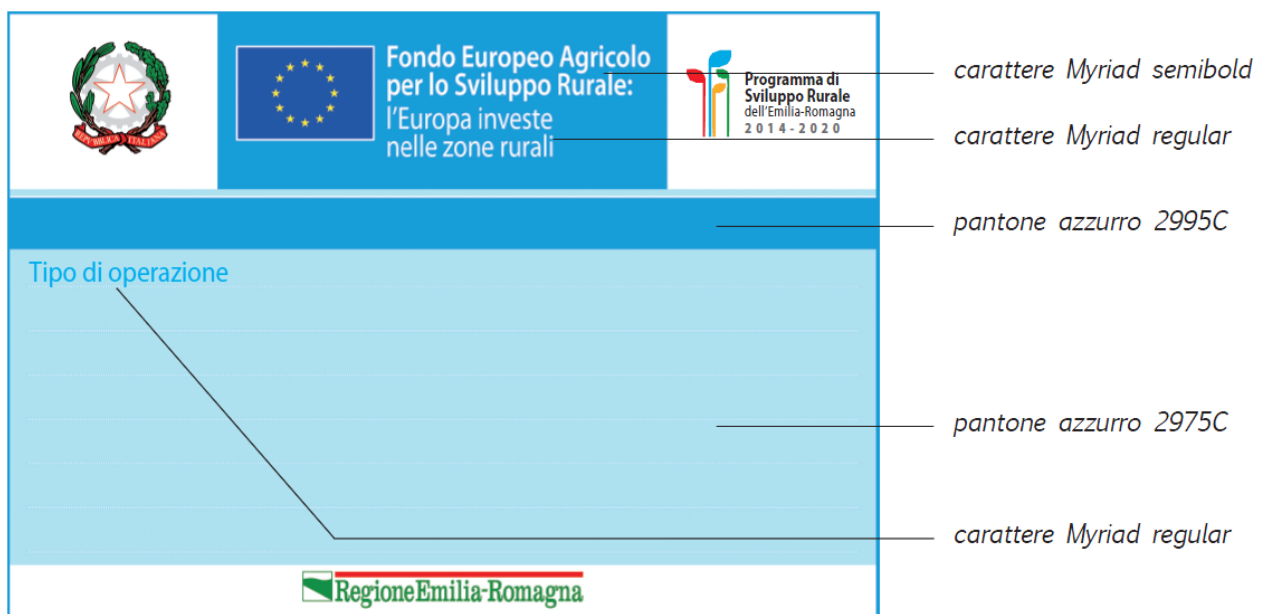 REPVBBLICA ITALIANA
Fondo Europeo Agricolo
per lo Sviluppo Rurale:
l'Europa investe
nelle zone rurali
Programma di
Sviluppo Rurale
dell'Emilia-Romagna
2014-2020
carattere Myriad semibold
carattere Myriad regular
pantone azzurro 2995C
Tipo di operazione
pantone azzurro 2975C
carattere Myriad regular
RegioneEmilia-Romagna